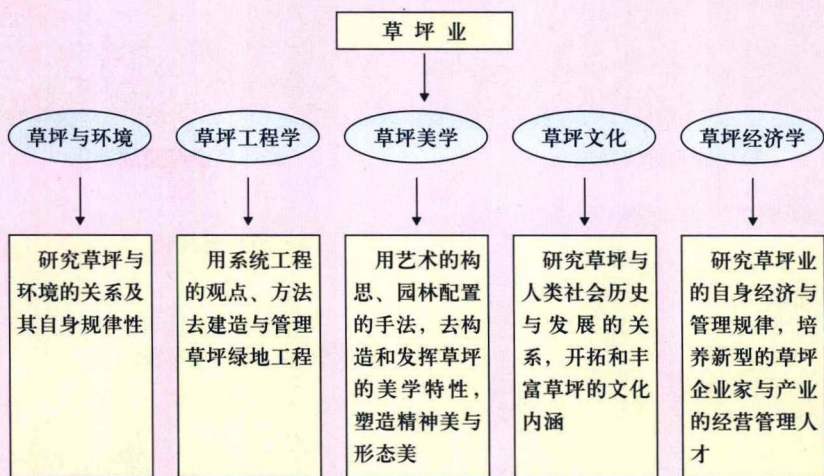 草坪业
草坪与环境
草坪工程学
草坪美学
草坪文化
草坪经济学
研究草坪与
环境的关系及
其自身规律性
用系统工程
的观点、方法
去建造与管理
草坪绿地工程
用艺术的构
思、园林配置
的手法，去构
造和发挥草坪
的美学特性，
塑造精神美与
形态美
研究草坪与
人类社会历史
与发展的关
系，开拓和丰
富草坪的文化
内涵
研究草坪业
的自身经济与
管理规律，培
养新型的草坪
企业家与产业
的经营管理人
才